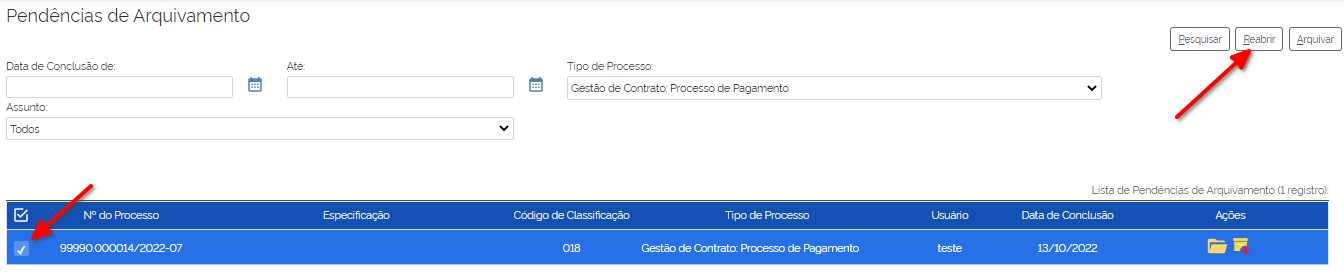 Pendências de Arquivamento
Pesquisar Reabrir Arquivar
Data de Conclusão de: Até: Tipo de Processo:
Gestão de Contrato: Processo de Pagamento
Assunto:
Todos
Lista de Pendências de Arquivamento (1 registro):
Nº do Processo Especificação Código de Classificação Tipo de Processo Usuário Data de Conclusão Ações
99990.000014/2022-07 018 Gestão de Contrato: Processo de Pagamento teste 13/10/2022